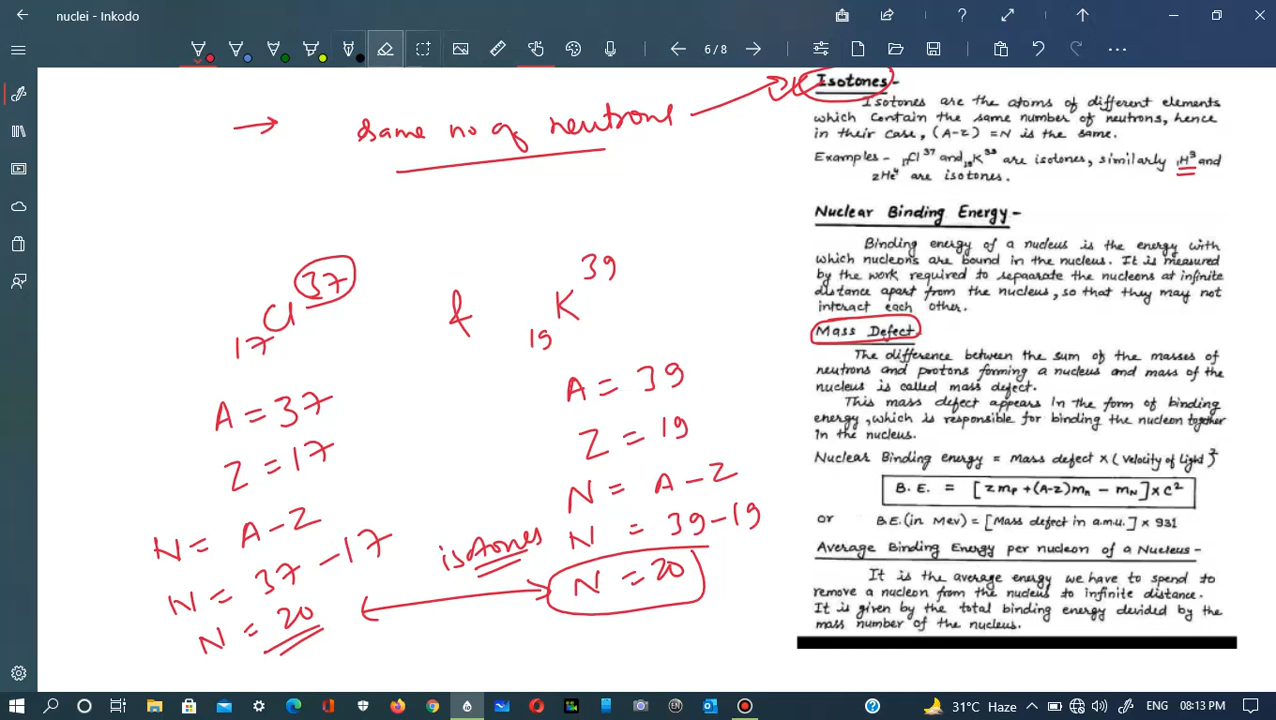 nuclei - Inkodo
6/8
→ same no of neutrons
17Cl37 & 19K39
A = 37
Z = 17
N = A-Z
N = 37-17
N = 20
isotones
A = 39
Z = 19
N = A-Z
N = 39-19
N = 20
Isotones-
Isotones are the atoms of different elements
which contain the same number of neutrons, hence
in their case, (A-Z) =N is the same.
Examples- 17Cl37 and 19K39 are isotones, similarly 1H3 and
2He4 are isotones.
Nuclear Binding Energy-
Binding energy of a nucleus is the energy with
which nucleons are bound in the nucleus. It is measured
by the work required to sepaarate the nucleons at infinite
distance apart from the nucleus, so that they may not
interact each other.
Mass Defect
The difference between the sum of the masses of
neutrons and protons forming a nucleus and mass of the
nucleus is called mass defect.
This mass defect appears in the form of binding
energy, which is responsible for binding the nucleon together
in the nucleus.
Nuclear Binding energy = Mass defect × (velocity of light)2
B.E. = [ZmP +(A-Z)mn - mN]×C2
or B.E.(in Mev) = [Mass defect in a.m.u.] × 931
Average Binding Energy per nucleon of a Nucleus-
It is the average energy we have to spend to
remove a nucleon from the nucleus to infinite distance.
It is given by the total binding energy devided by the
mass number of the nucleus.
31°C Haze
ENG
08:13 PM